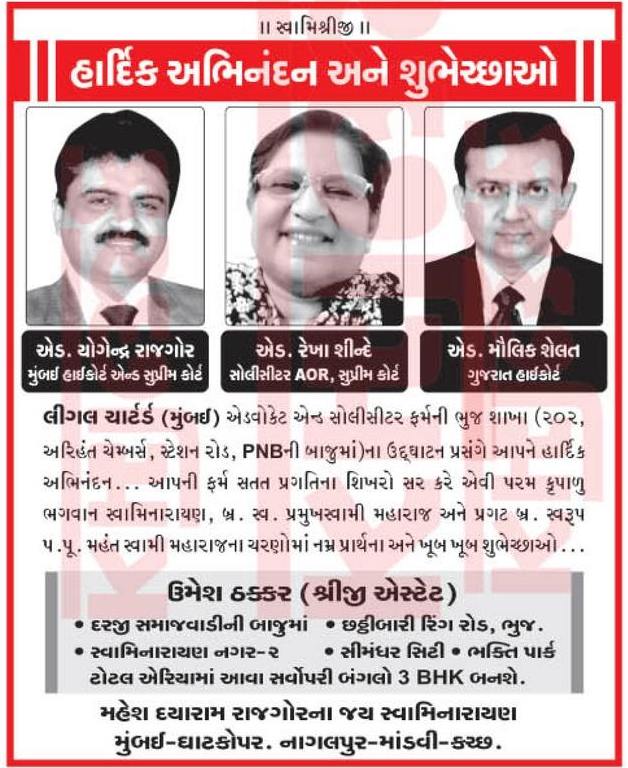 ।। સ્વામિશ્રીજી ।।
હાર્દિક અભિનંદન અને શુભેચ્છાઓ
એડ. યોગેન્દ્ર રાજગોર
મુંબઈ હાઈકોર્ટ એન્ડ સુપ્રીમ કોર્ટ
એડ. રેખા શીન્દે
સોલીસીટર AOR, સુપ્રીમ કોર્ટ
એડ. મૌલિક શેલત
ગુજરાત હાઈકોર્ટ
લીગલ ચાર્ટર્ડ (મુંબઈ) એડવોકેટ એન્ડ સોલીસીટર ફર્મની ભુજ શાખા (૨૦૨,
અરિહંત ચેમ્બર્સ, સ્ટેશન રોડ, PNBની બાજુમાં)ના ઉદ્ઘાટન પ્રસંગે આપને હાર્દિક
અભિનંદન... આપની ફર્મ સતત પ્રગતિના શિખરો સર કરે એવી પરમ કૃપાળુ
ભગવાન સ્વામિનારાયણ, બ્ર. સ્વ. પ્રમુખસ્વામી મહારાજ અને પ્રગટ બ્ર. સ્વરૂપ
પ.પૂ. મહંત સ્વામી મહારાજના ચરણોમાં નમ્ર પ્રાર્થના અને ખૂબ ખૂબ શુભેચ્છાઓ...
ઉમેશ ઠક્કર (શ્રીજી એસ્ટેટ)
• દરજી સમાજવાડીની બાજુમાં • છઠ્ઠીબારી રિંગ રોડ, ભુજ.
• સ્વામિનારાયણ નગર-૨ • સીમંધર સિટી • ભક્તિ પાર્ક
ટોટલ એરિયામાં આવા સર્વોપરી બંગલો 3 BHK બનશે.
મહેશ દયારામ રાજગોરના જય સ્વામિનારાયણ
મુંબઈ-ઘાટકોપર. નાગલપુર-માંડવી-કચ્છ.